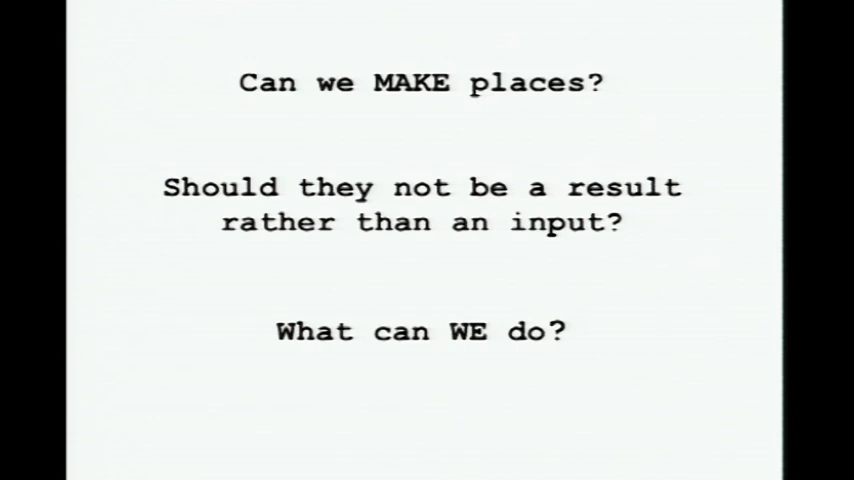 Can we MAKE places?
Should they not be a result
rather than an input?
What can WE do?